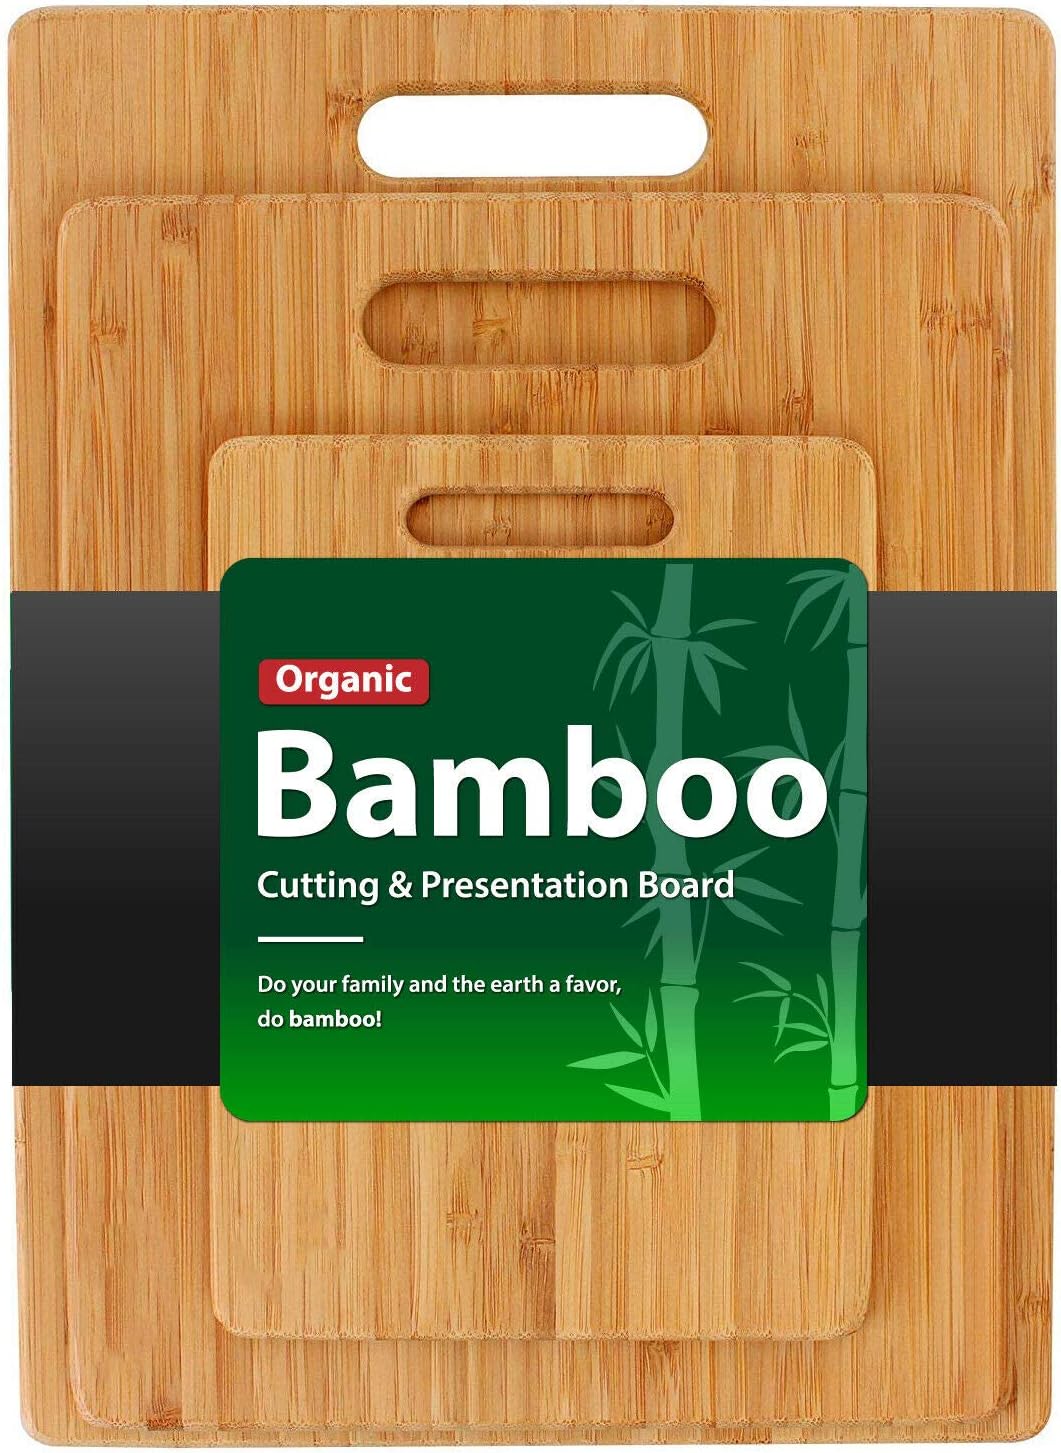 Organic
Bamboo
Cutting & Presentation Board
Do your family and the earth a favor,
do bamboo!